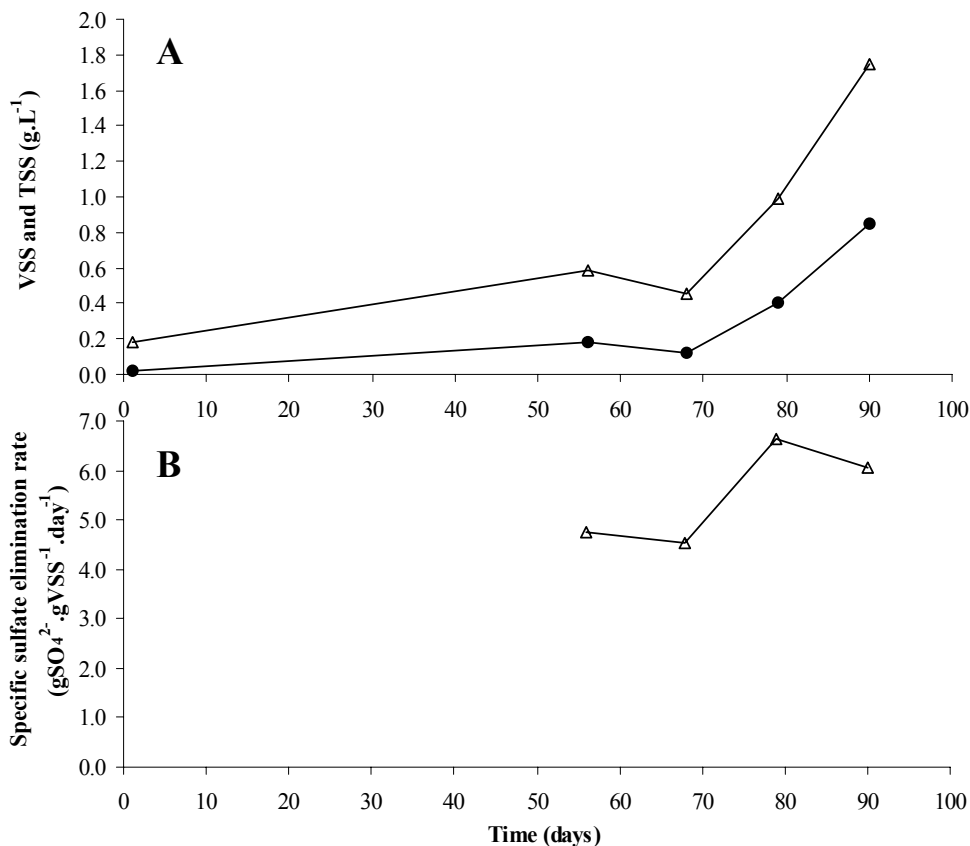 A
VSS and TSS (g.L-1)
2.0
1.8
1.6
1.4
1.2
1.0
0.8
0.6
0.4
0.2
0.0
0 10 20 30 40 50 60 70 80 90 100
B
Specific sulfate elimination rate
(gSO4 2-.gVSS-1.day-1)
7.0
6.0
5.0
4.0
3.0
2.0
1.0
0.0
0 10 20 30 40 50 60 70 80 90 100
Time (days)